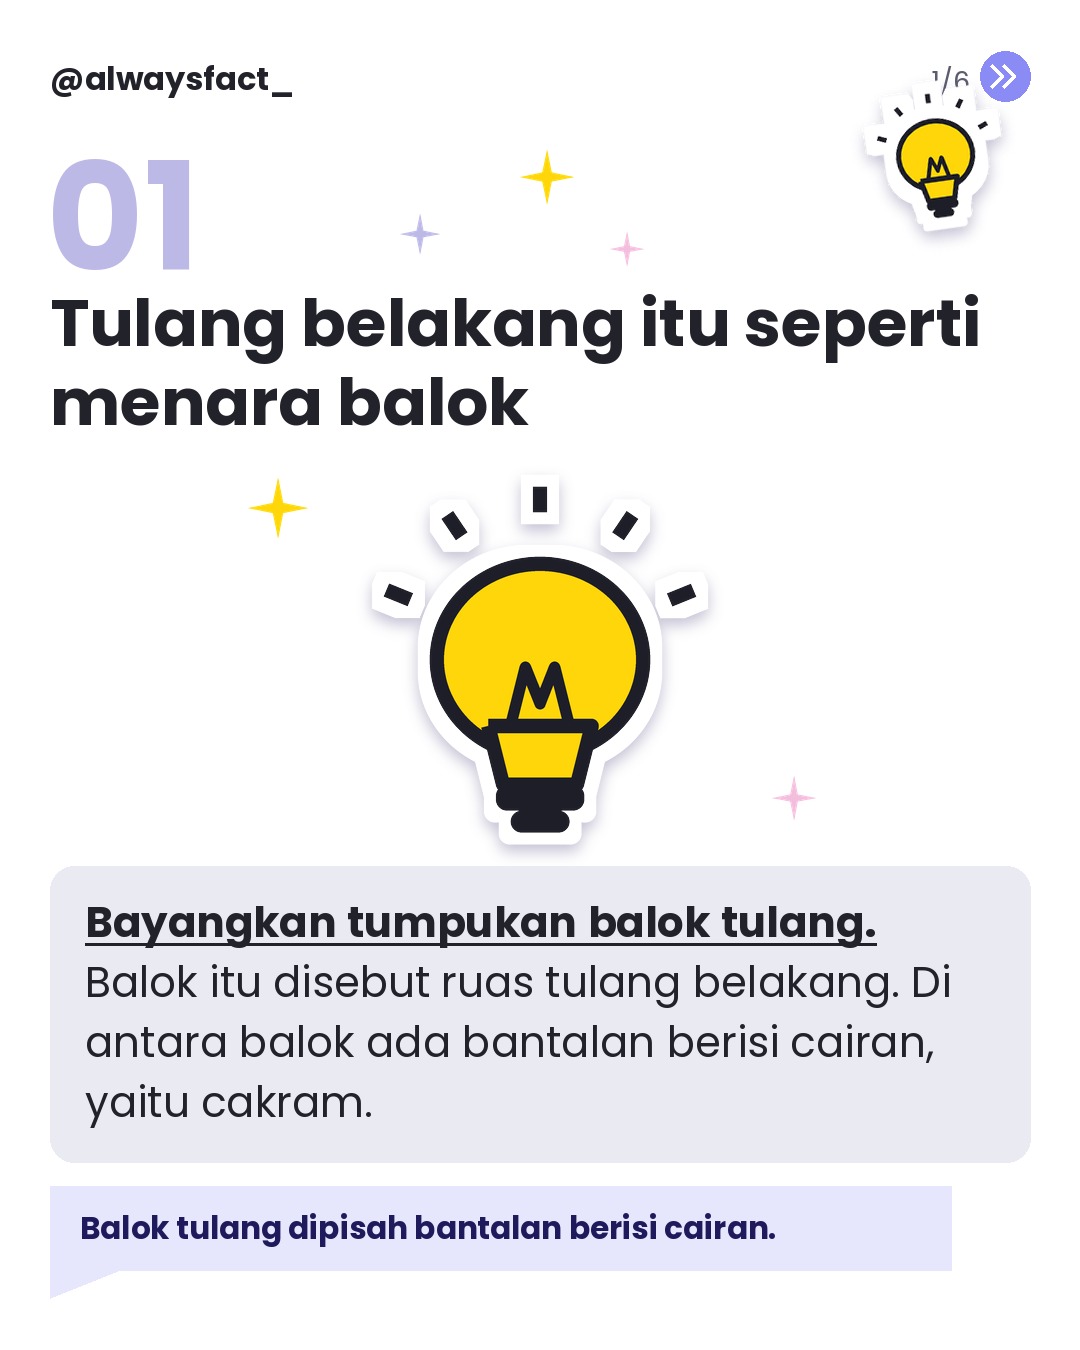 @alwaysfact_
1/6
01
Tulang belakang itu seperti
menara balok
Bayangkan tumpukan balok tulang.
Balok itu disebut ruas tulang belakang. Di
antara balok ada bantalan berisi cairan,
yaitu cakram.
Balok tulang dipisah bantalan berisi cairan.